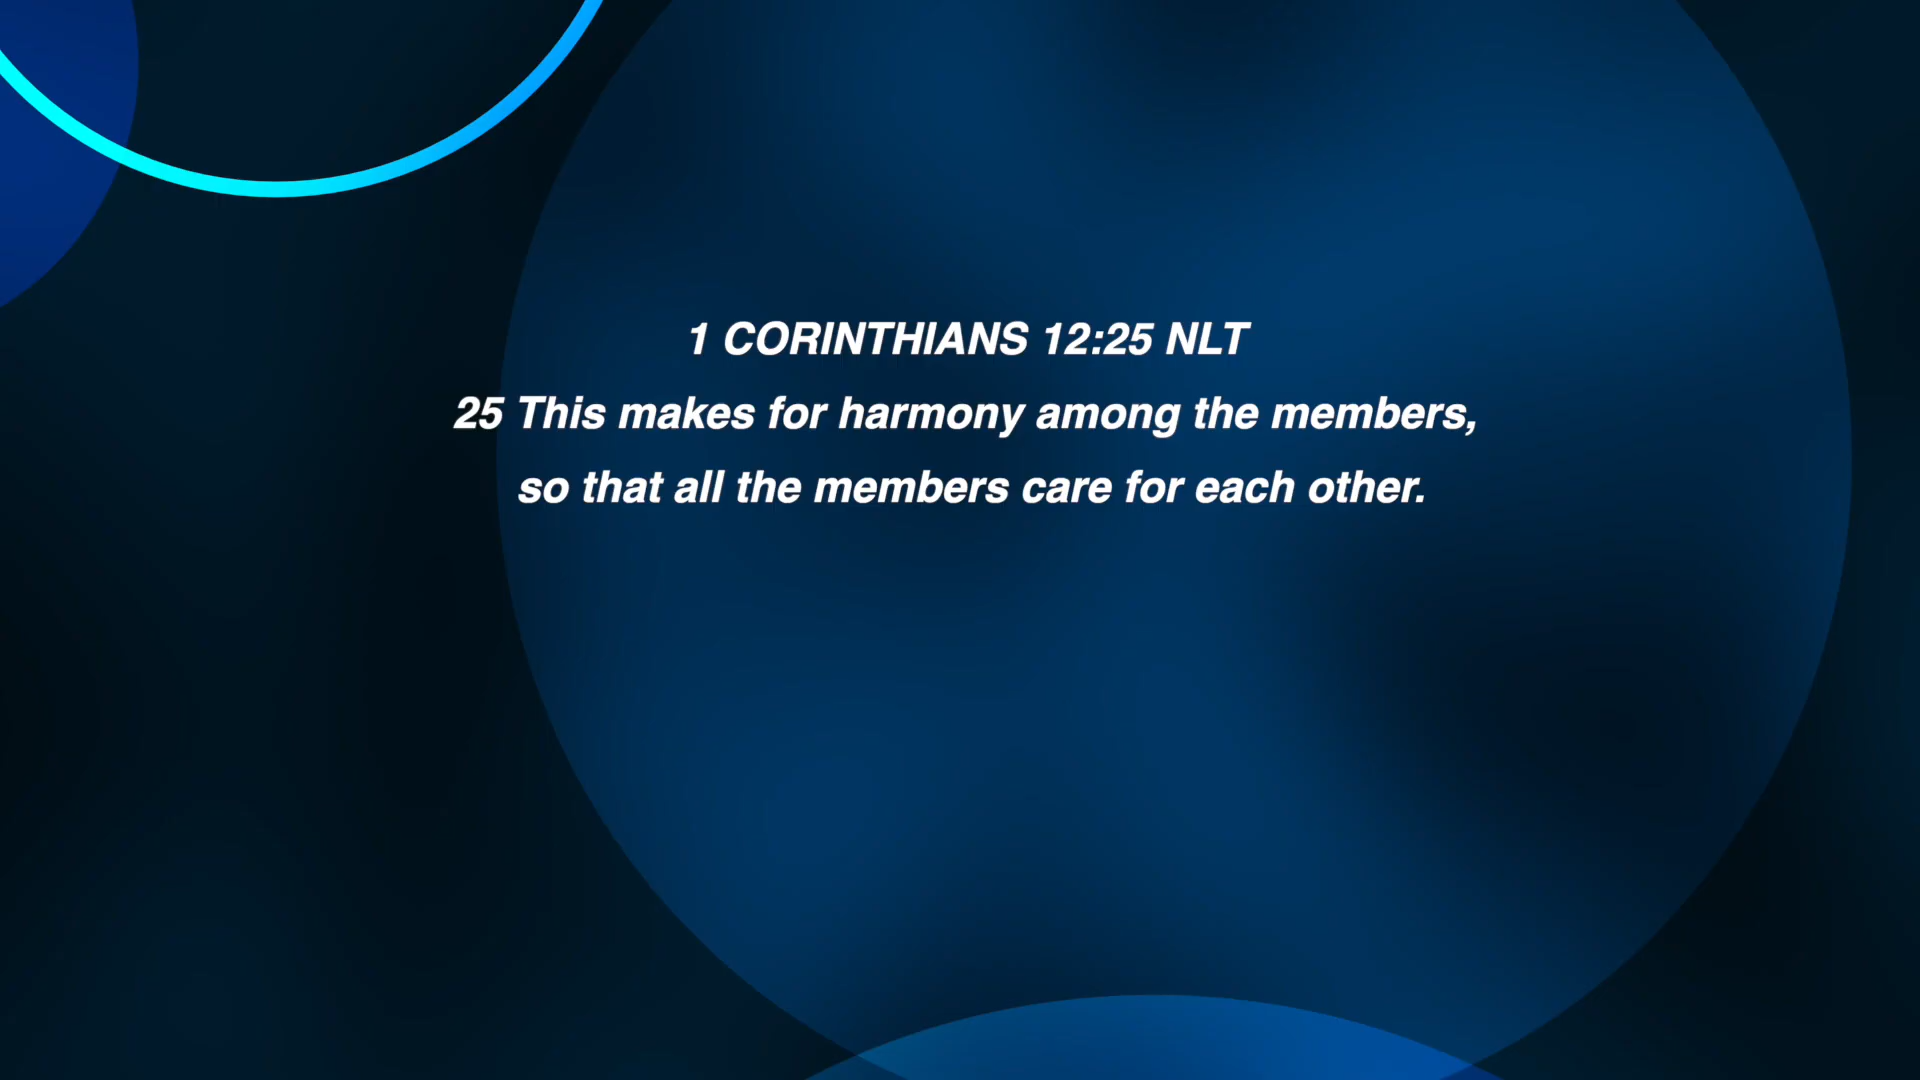 1 CORINTHIANS 12:25 NLT
25 This makes for harmony among the members,
so that all the members care for each other.